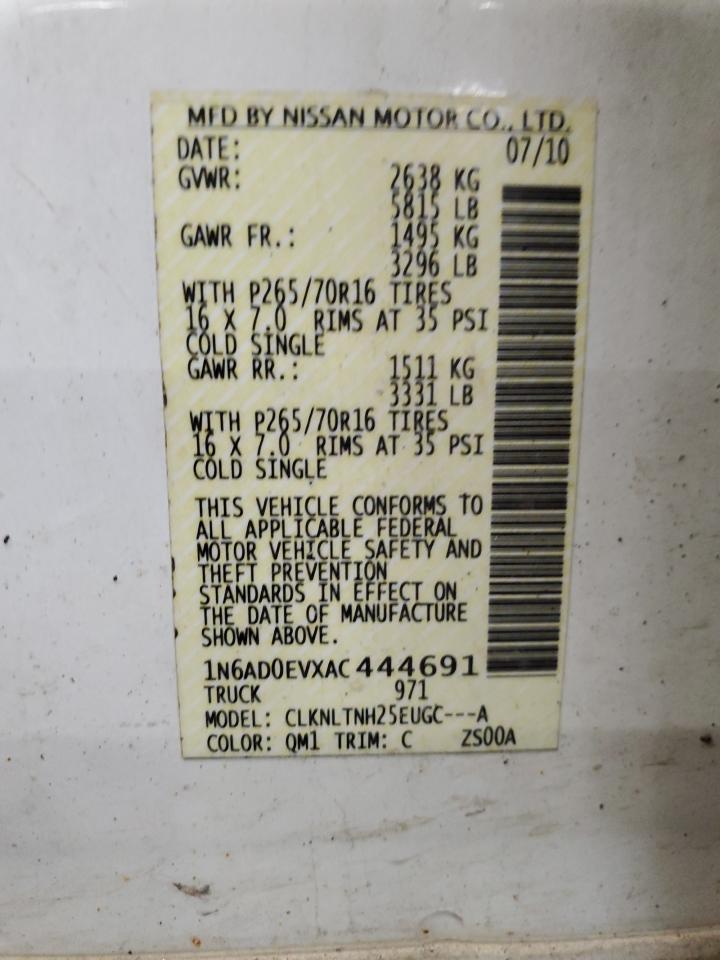 MFD BY NISSAN MOTOR CO., LTD.
DATE: 07/10
GVWR: 2638 KG
5815 LB
GAWR FR.: 1495 KG
3296 LB
WITH P265/70R16 TIRES
16 X 7.0 RIMS AT 35 PSI
COLD SINGLE
GAWR RR.: 1511 KG
3331 LB
WITH P265/70R16 TIRES
16 X 7.0 RIMS AT 35 PSI
COLD SINGLE
THIS VEHICLE CONFORMS TO
ALL APPLICABLE FEDERAL
MOTOR VEHICLE SAFETY AND
THEFT PREVENTION
STANDARDS IN EFFECT ON
THE DATE OF MANUFACTURE
SHOWN ABOVE.
1N6AD0EVXAC444691
TRUCK 971
MODEL: CLKNLTNH25EUGC---A
COLOR: QM1 TRIM: C ZS00A